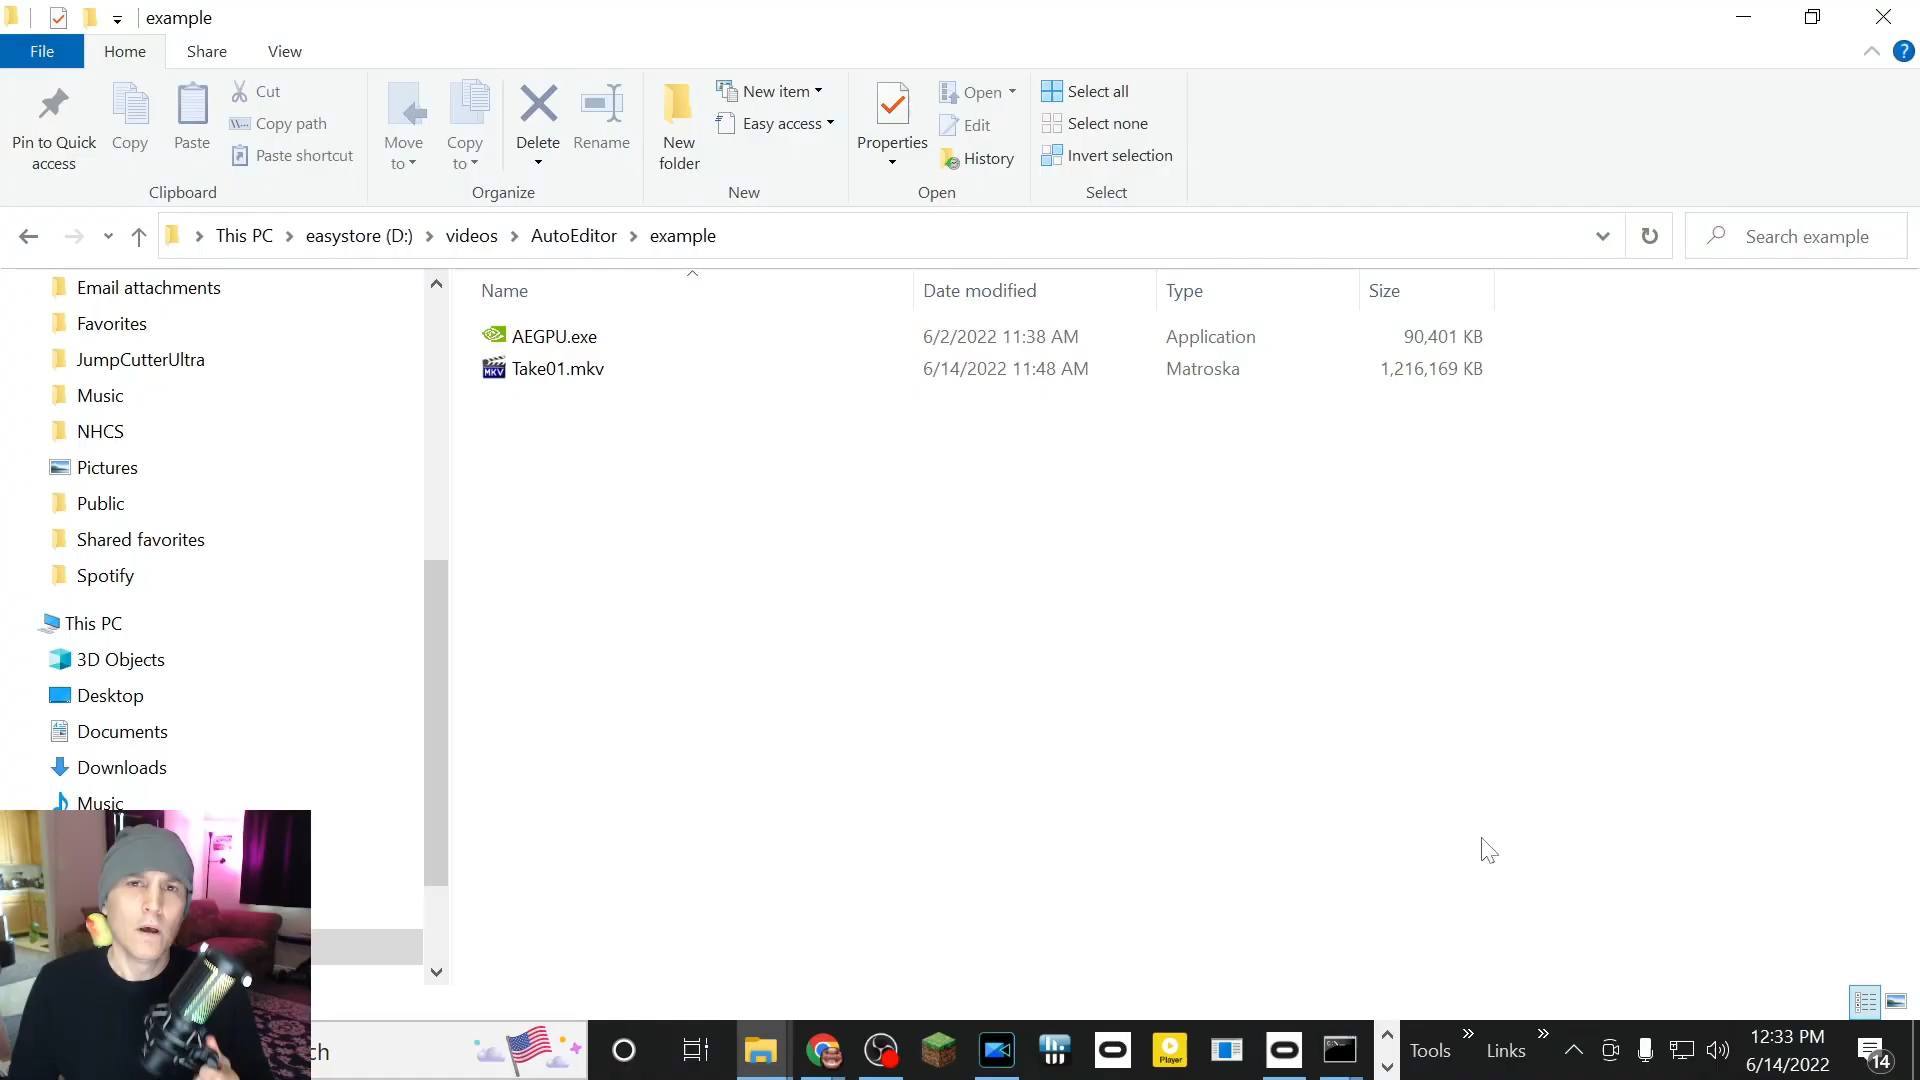 example
File
Home
Share
View
Pin to Quick
access
Copy
Paste
Cut
Copy path
Paste shortcut
Clipboard
Move
to
Copy
to
Delete
Rename
Organize
New
folder
New item
Easy access
New
Properties
Open
Edit
History
Open
Select all
Select none
Invert selection
Select
This PC
easystore (D:)
videos
AutoEditor
example
Search example
Email attachments
Favorites
JumpCutterUltra
Music
NHCS
Pictures
Public
Shared favorites
Spotify
This PC
3D Objects
Desktop
Documents
Downloads
Music
Name
Date modified
Type
Size
AEGPU.exe
6/2/2022 11:38 AM
Application
90,401 KB
MKV
Take01.mkv
6/14/2022 11:48 AM
Matroska
1,216,169 KB
ch
Player
Tools
Links
12:33 PM
6/14/2022
14